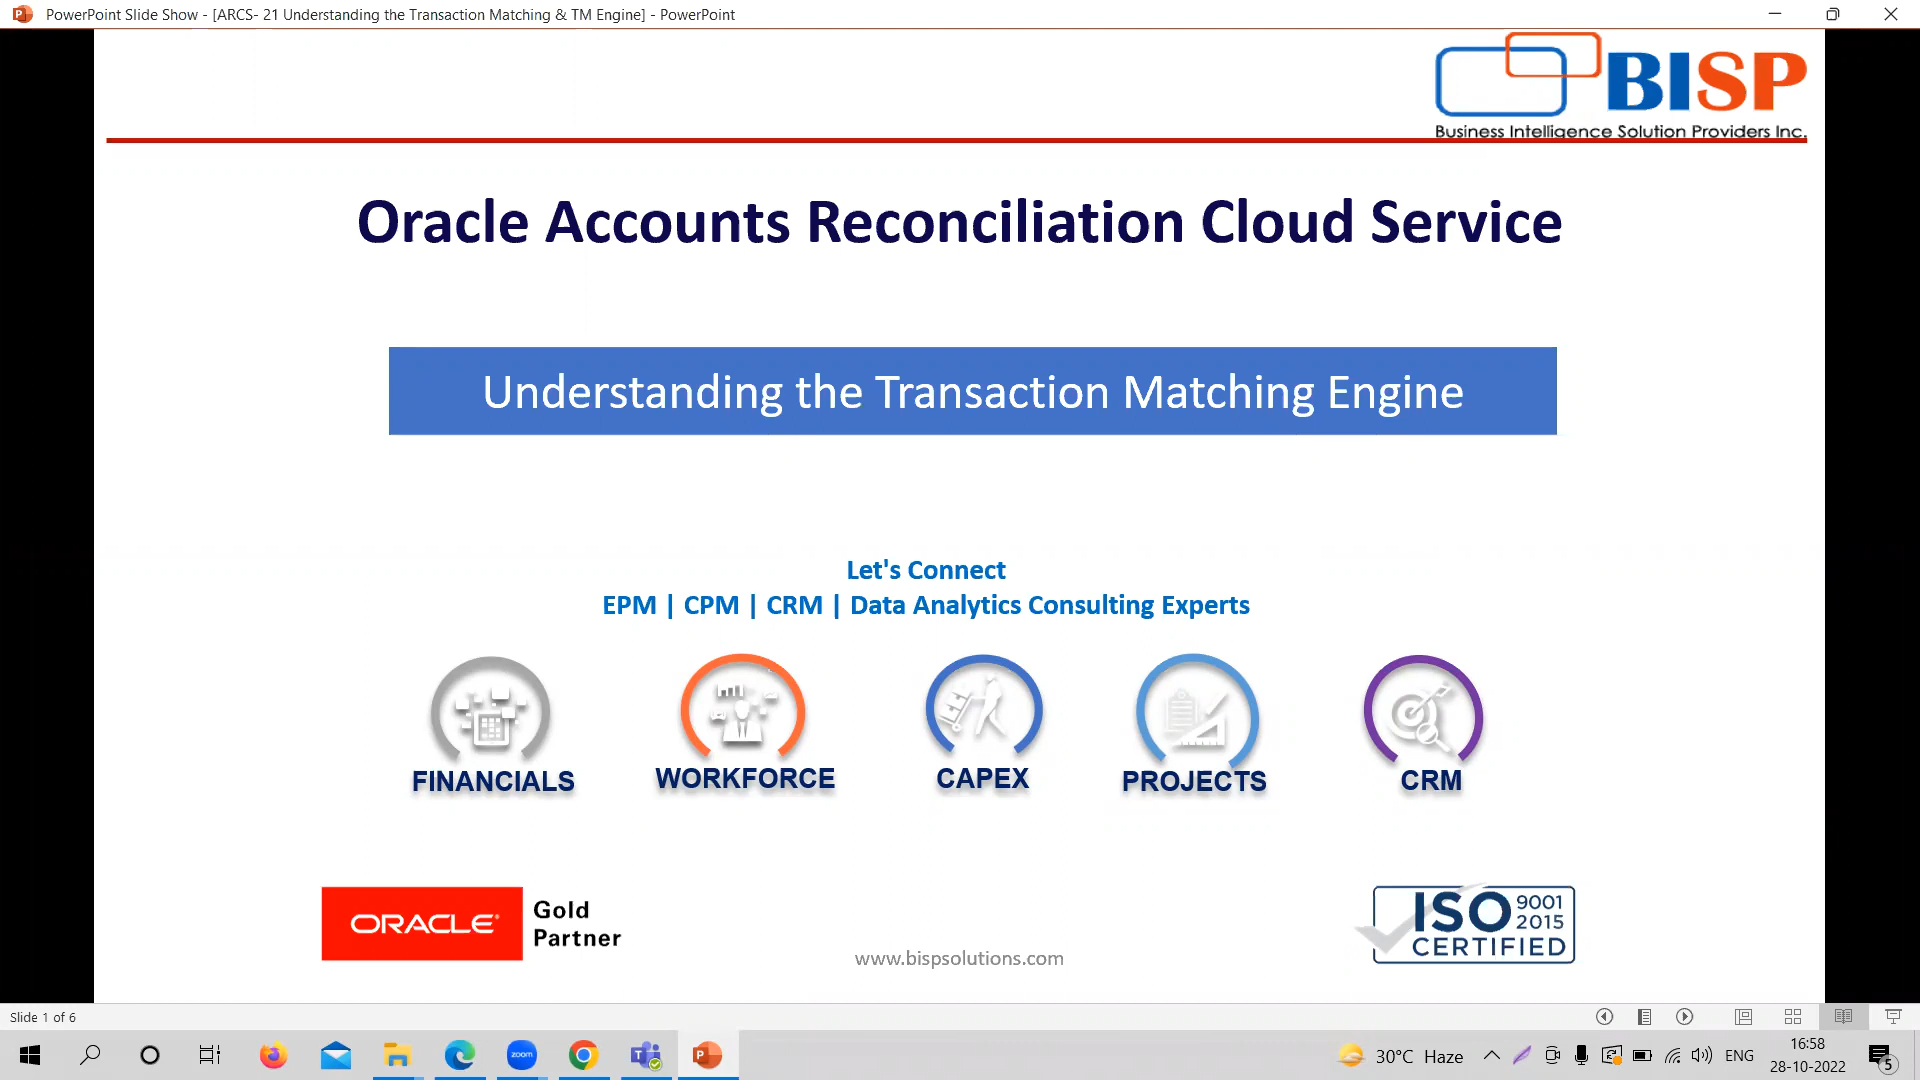 PowerPoint Slide Show - [ARCS- 21 Understanding the Transaction Matching & TM Engine] - PowerPoint
BISP
Business Intelligence Solution Providers Inc.
Oracle Accounts Reconciliation Cloud Service
Understanding the Transaction Matching Engine
Let's Connect
EPM | CPM | CRM | Data Analytics Consulting Experts
FINANCIALS
WORKFORCE
CAPEX
PROJECTS
CRM
ORACLE®
Gold
Partner
www.bispsolutions.com
ISO 9001
2015
CERTIFIED
Slide 1 of 6
zoom
30°C Haze
ENG
16:58
28-10-2022
5